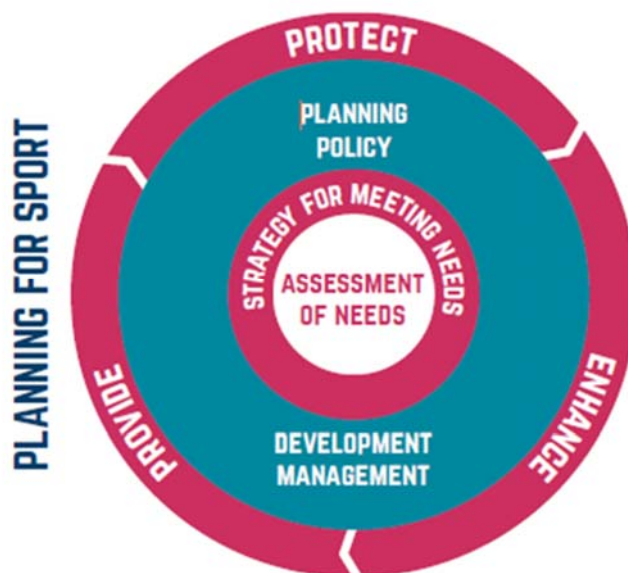 PLANNING FOR SPORT
PROTECT
PLANNING
POLICY
STRATEGY FOR MEETING NEEDS
ASSESSMENT
OF NEEDS
DEVELOPMENT
MANAGEMENT
PROVIDE
ENHANCE